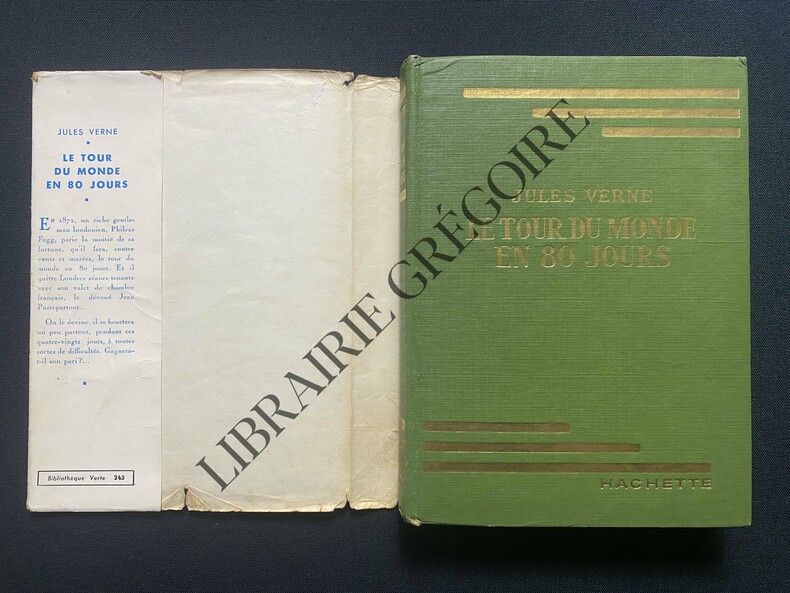 JULES VERNE
LE TOUR
DU MONDE
EN 80 JOURS
En 1872, un riche gentle-
man londonien, Philéas
Fogg, parie la moitié de sa
fortune, qu'il fera, contre
vents et marées, le tour du
monde en 80 jours. Et il
quitte Londres séance tenante
avec son valet de chambre
français, le dévoué Jean
Passepartout...
On le devine, il se heurtera
un peu partout, pendant ces
quatre-vingts jours, à toutes
sortes de difficultés. Gagnera-
t-il son pari ?...
Bibliothèque Verte 243
JULES VERNE
LE TOUR DU MONDE
EN 80 JOURS
HACHETTE
LIBRAIRIE GRÉGOIRE